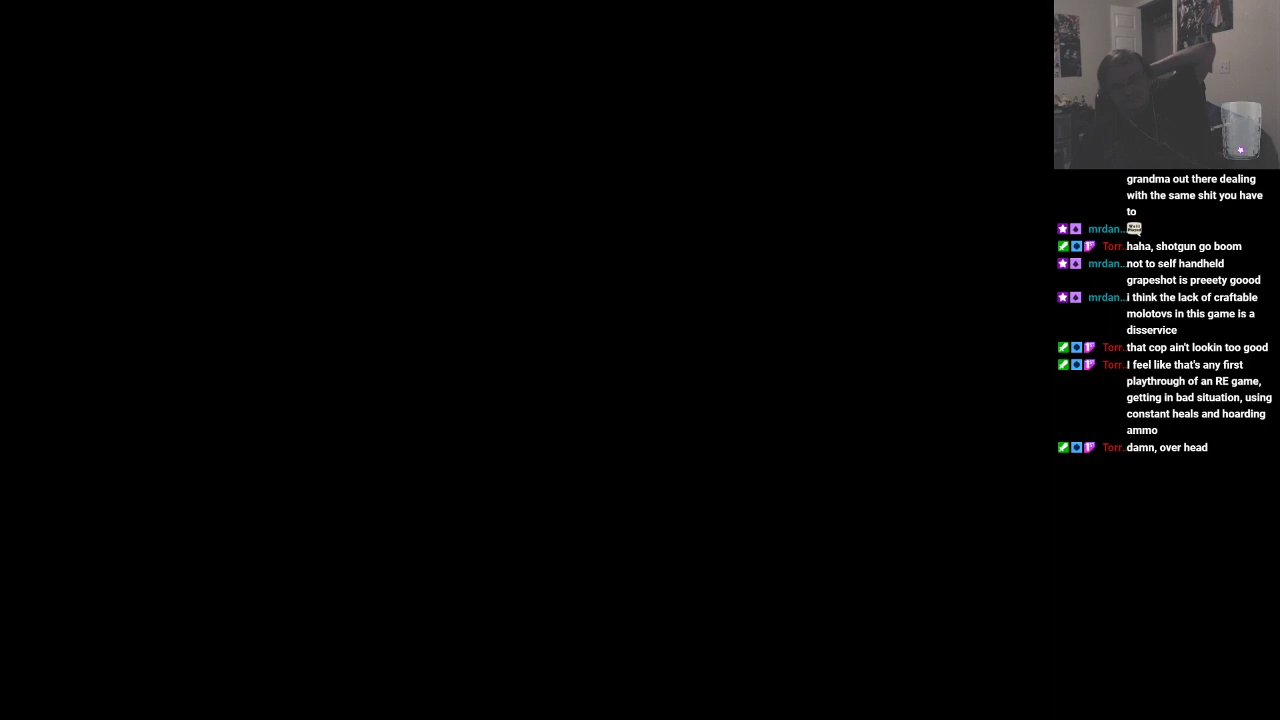 grandma out there dealing
with the same shit you have
to
mrdan...
Torr... haha, shotgun go boom
mrdan... not to self handheld
grapeshot is preeety goood
mrdan... i think the lack of craftable
molotovs in this game is a
disservice
Torr... that cop ain't lookin too good
Torr... I feel like that's any first
playthrough of an RE game,
getting in bad situation, using
constant heals and hoarding
ammo
Torr... damn, over head